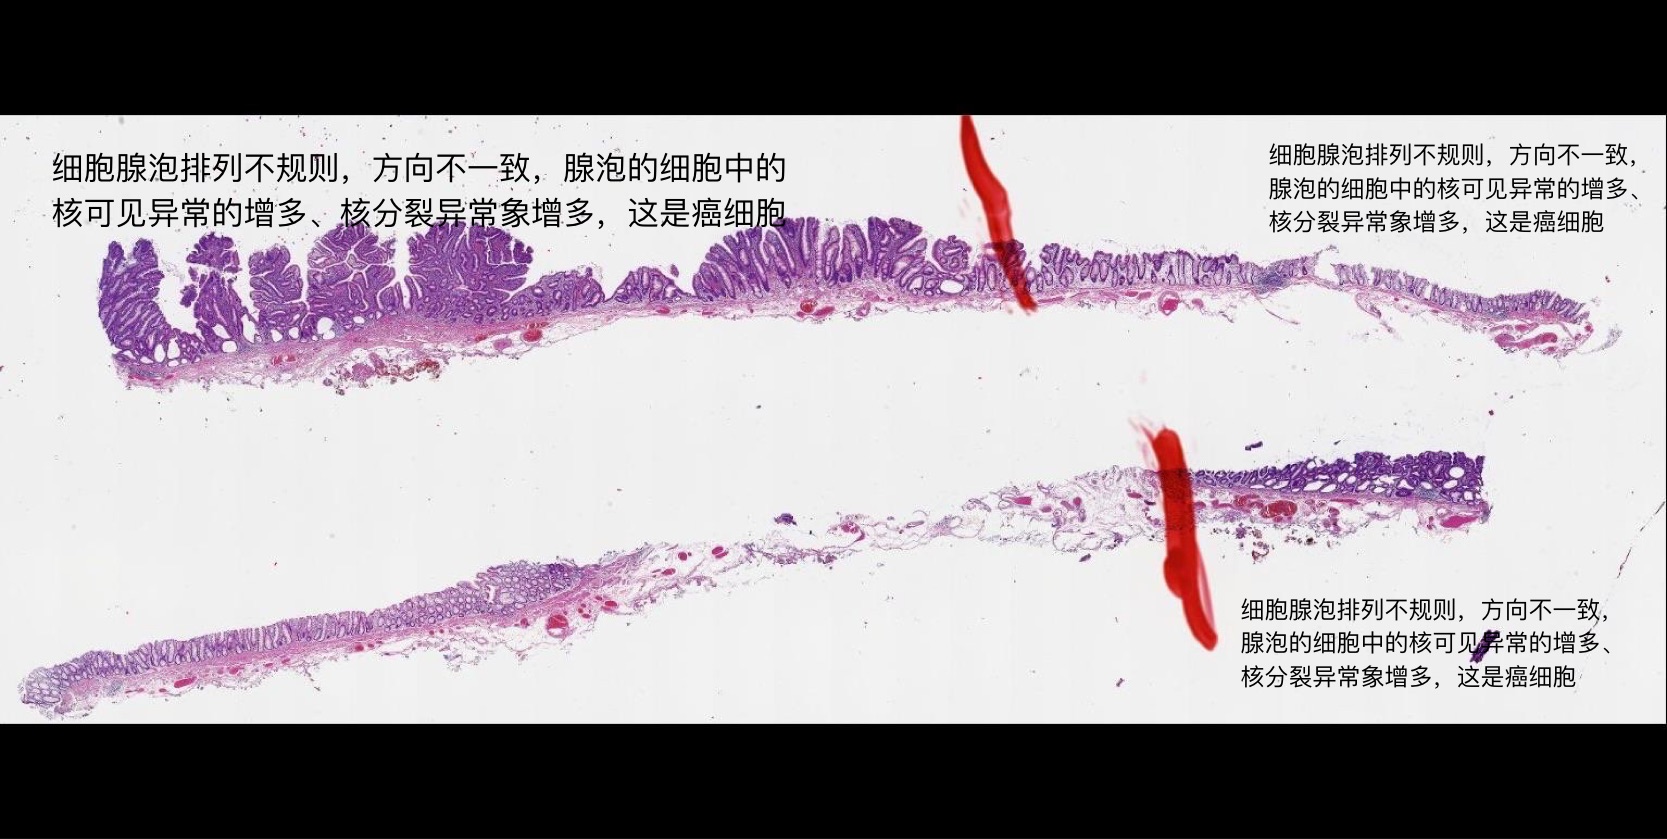 细胞腺泡排列不规则，方向不一致，腺泡的细胞中的
核可见异常的增多、核分裂异常象增多，这是癌细胞
细胞腺泡排列不规则，方向不一致，
腺泡的细胞中的核可见异常的增多、
核分裂异常象增多，这是癌细胞
细胞腺泡排列不规则，方向不一致，
腺泡的细胞中的核可见异常的增多、
核分裂异常象增多，这是癌细胞